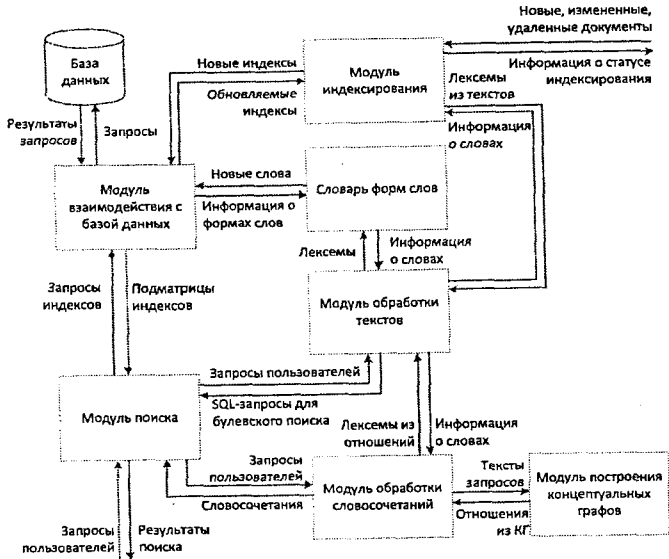 Новые, измененные,
удаленные документы
Информация о статусе
индексирования
База
данных
Новые индексы
Обновляемые
индексы
Модуль
индексирования
Лексемы
из текстов
Информация
о словах
Результаты
запросов
Запросы
Модуль
взаимодействия с
базой данных
Новые слова
Информация о
формах слов
Словарь форм слов
Лексемы
Информация
о словах
Запросы
индексов
Подматрицы
индексов
Модуль обработки
текстов
Модуль поиска
Запросы пользователей
SQL-запросы для
булевского поиска
Лексемы из
отношений
Информация
о словах
Запросы
пользователей
Словосочетания
Модуль обработки
словосочетаний
Тексты
запросов
Отношения
из КГ
Модуль построения
концептуальных
графов
Запросы
пользователей
Результаты
поиска